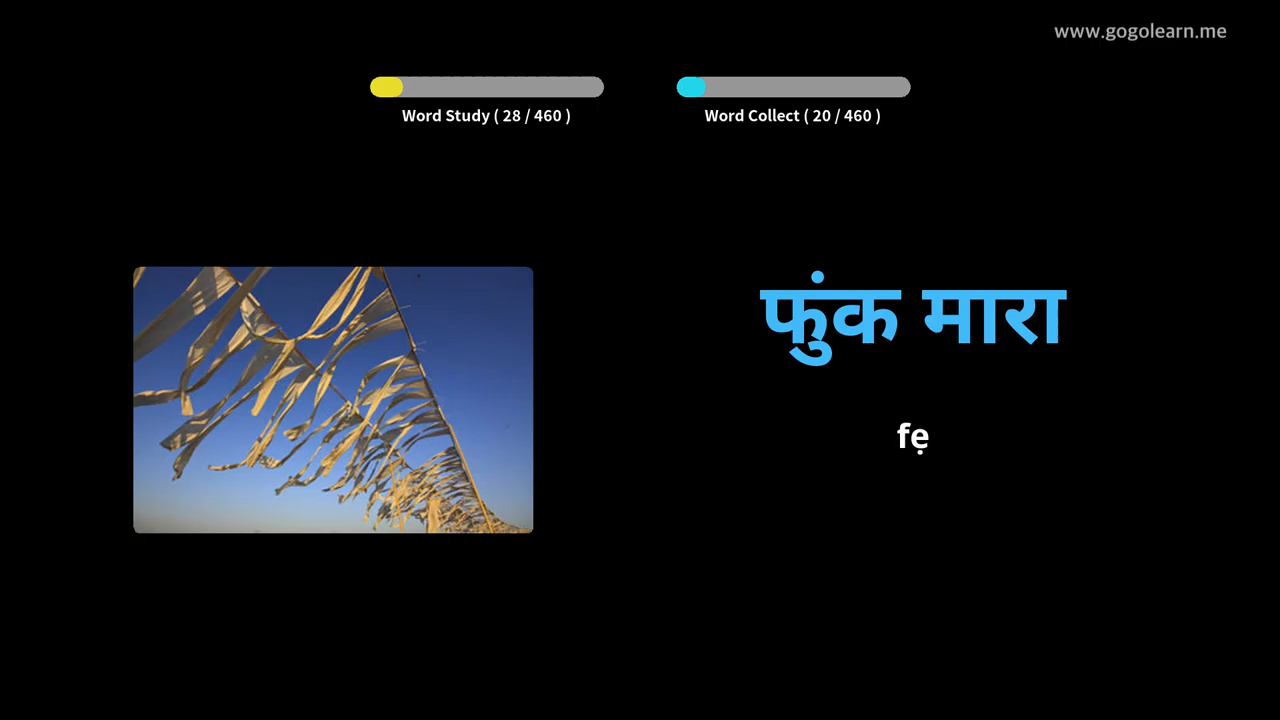 www.gogolearn.me
Word Study ( 28 / 460 )
Word Collect ( 20 / 460 )
फुंक मारा
fẹ